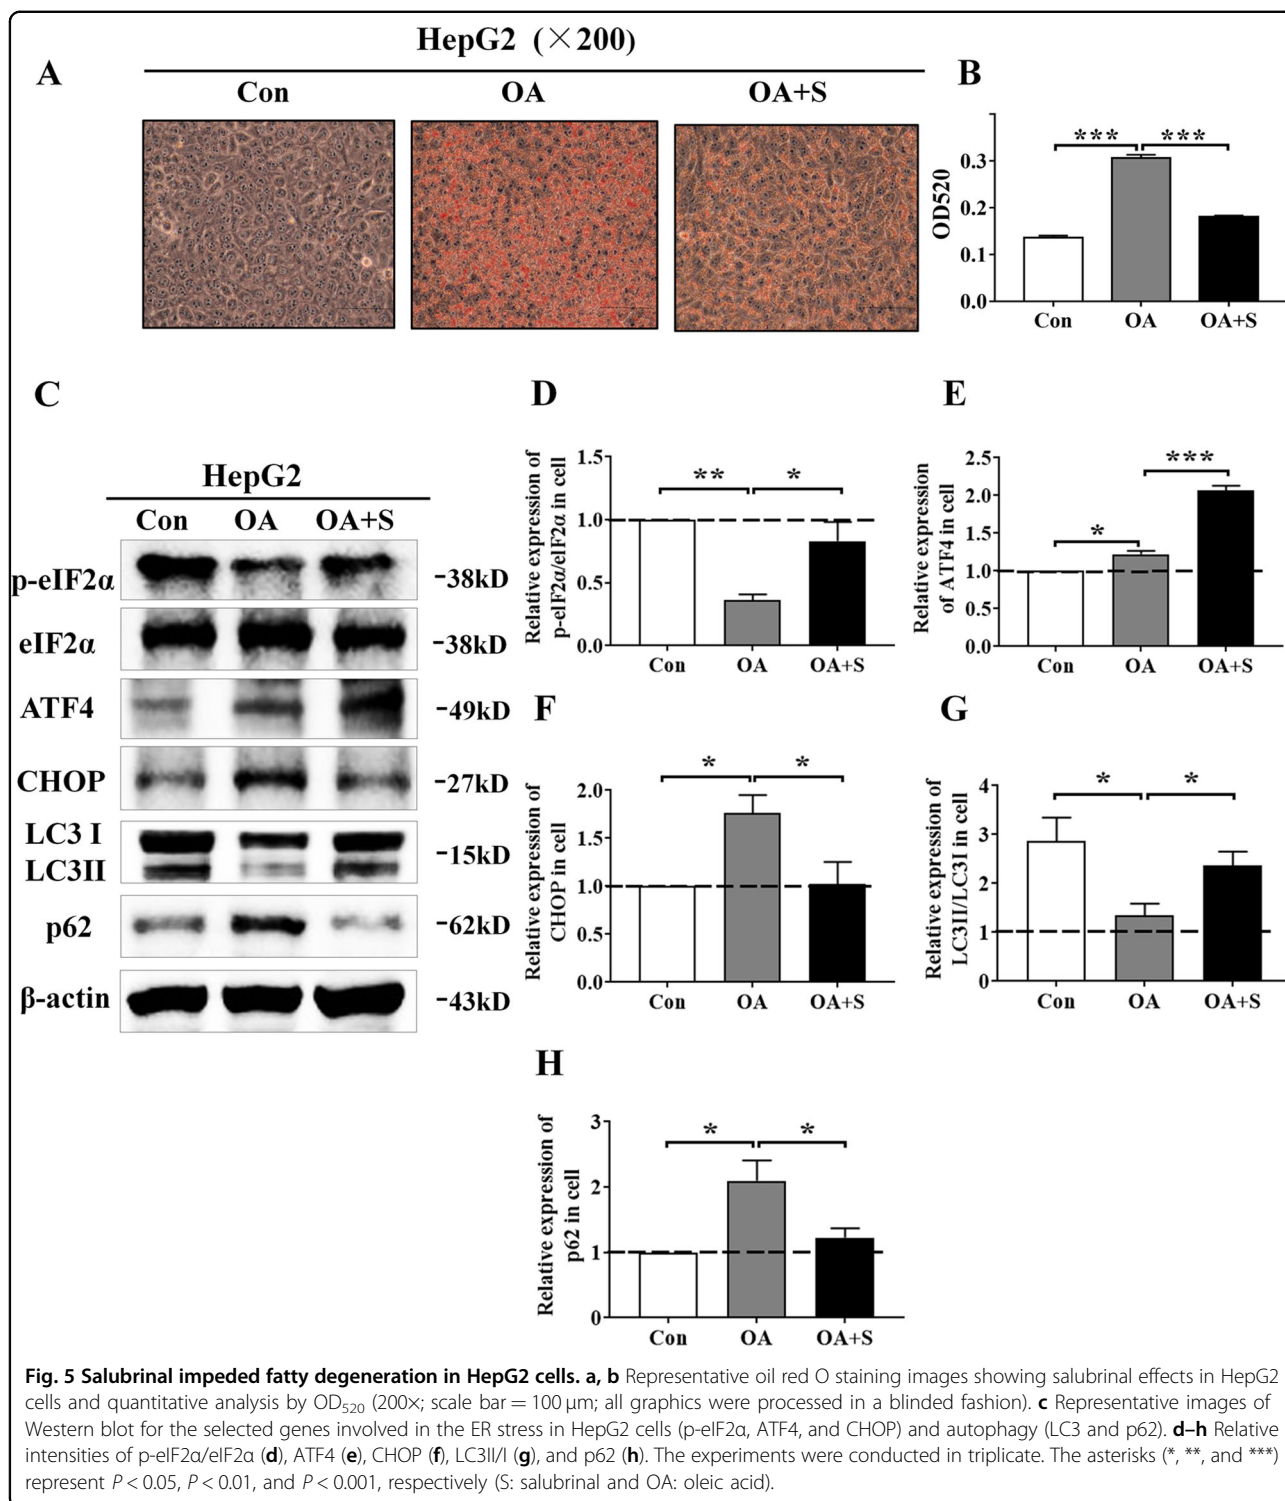 HepG2 (×200)
A
Con OA OA+S
B
OD520
0.3
0.2
0.1
0.0
*** ***
Con OA OA+S
C
HepG2
Con OA OA+S
p-eIF2α -38kD
eIF2α -38kD
ATF4 -49kD
CHOP -27kD
LC3 I
LC3II
-15kD
p62 -62kD
β-actin -43kD
D
Relative expression of
p-eIF2α/eIF2α in cell
1.5
1.0
0.5
0.0
** *
Con OA OA+S
E
Relative expression
of ATF4 in cell
2.5
2.0
1.5
1.0
0.5
0.0
* ***
Con OA OA+S
F
Relative expression of
CHOP in cell
2.0
1.5
1.0
0.5
0.0
* *
Con OA OA+S
G
Relative expression of
LC3II/LC3I in cell
4
3
2
1
0
* *
Con OA OA+S
H
Relative expression of
p62 in cell
3
2
1
0
* *
Con OA OA+S
Fig. 5 Salubrinal impeded fatty degeneration in HepG2 cells. a, b Representative oil red O staining images showing salubrinal effects in HepG2
cells and quantitative analysis by OD520 (200×; scale bar = 100 μm; all graphics were processed in a blinded fashion). c Representative images of
Western blot for the selected genes involved in the ER stress in HepG2 cells (p-eIF2α, ATF4, and CHOP) and autophagy (LC3 and p62). d–h Relative
intensities of p-eIF2α/eIF2α (d), ATF4 (e), CHOP (f), LC3II/I (g), and p62 (h). The experiments were conducted in triplicate. The asterisks (*, **, and ***)
represent P < 0.05, P < 0.01, and P < 0.001, respectively (S: salubrinal and OA: oleic acid).